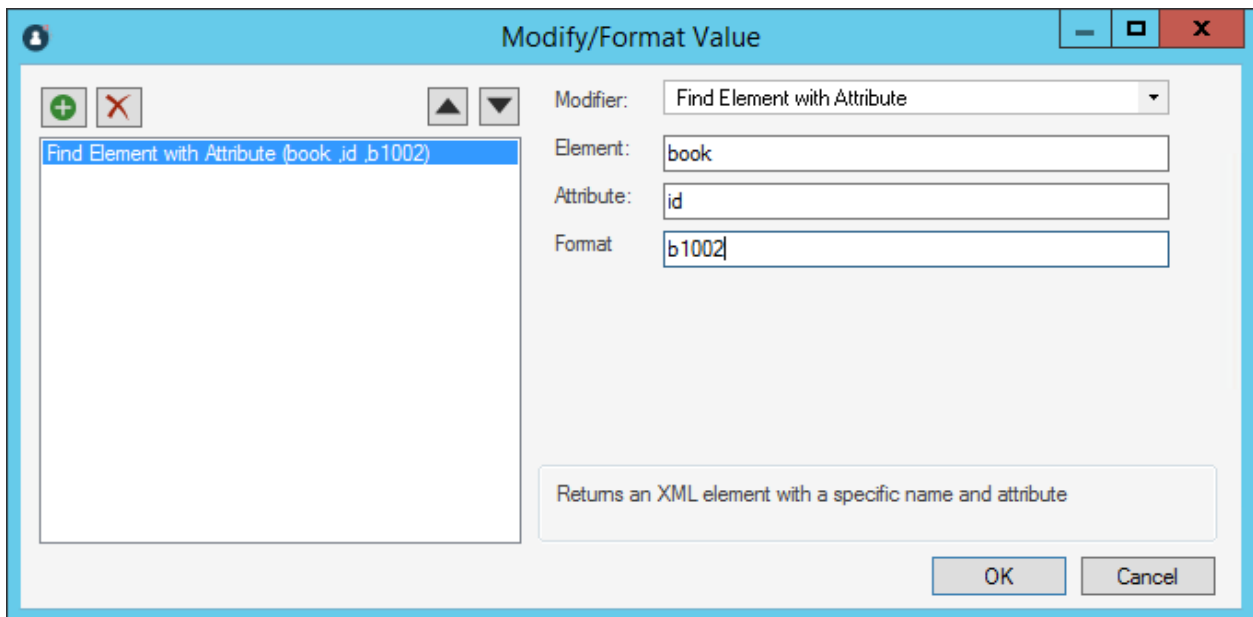 Modify/Format Value
Modifier: Find Element with Attribute
Find Element with Attribute (book ,id ,b1002)
Element: book
Attribute: id
Format b1002
Returns an XML element with a specific name and attribute
OK Cancel